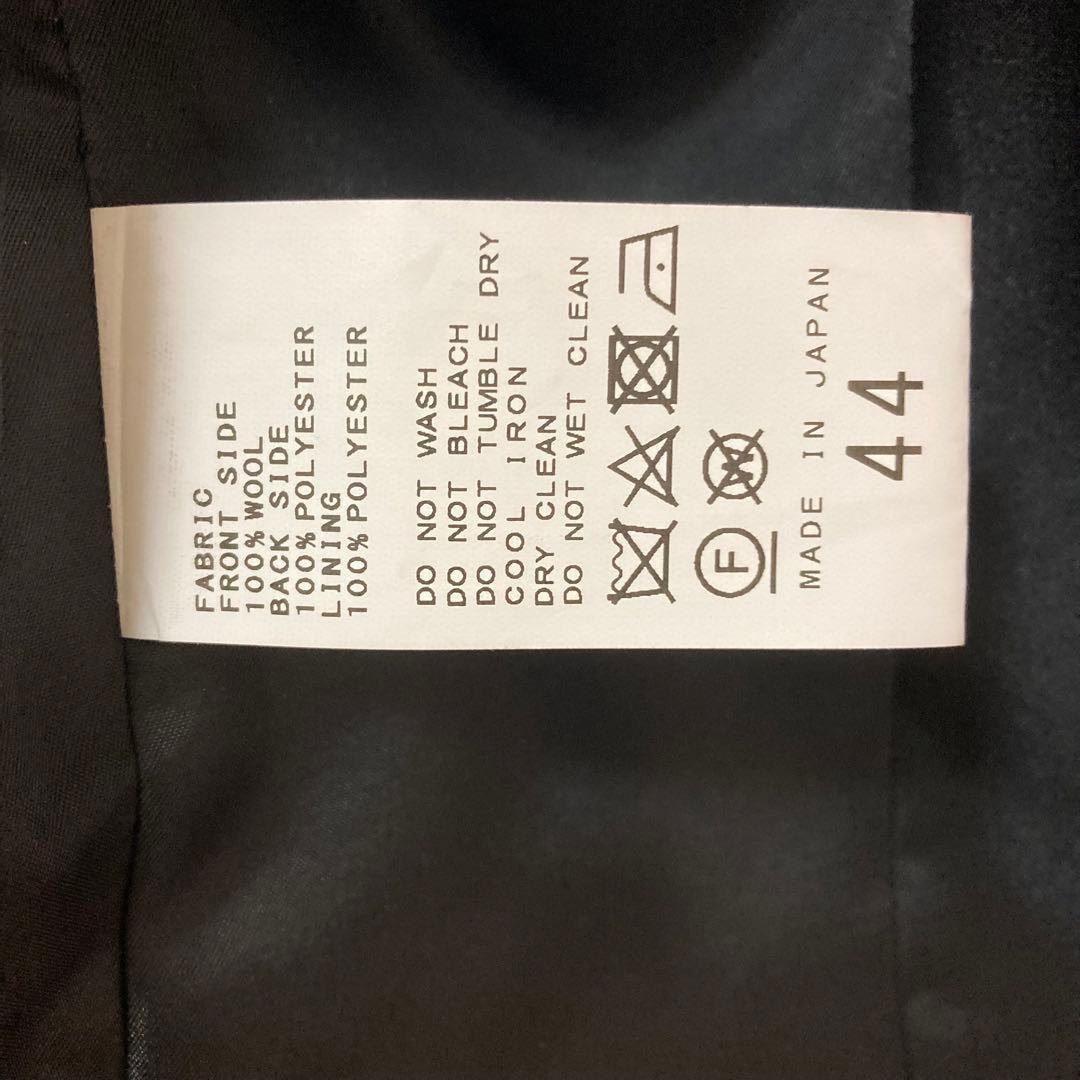 FABRIC
FRONT SIDE
100%WOOL
BACK SIDE
100%POLYESTER
LINING
100%POLYESTER
DO NOT WASH
DO NOT BLEACH
DO NOT TUMBLE DRY
COOL IRON
DRY CLEAN
DO NOT WET CLEAN
F W
MADE IN JAPAN
44